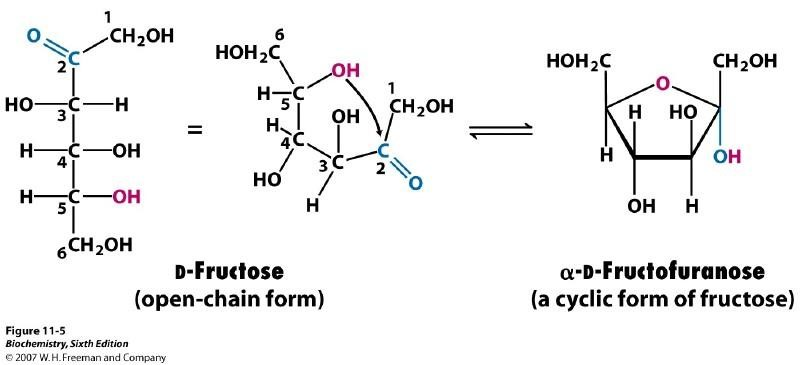 1
O
CH₂OH
2
C
HO
C
H
3
H
C
OH
4
H
C
OH
5
6
CH₂OH
=
6
HOH₂C
OH
H
C
5
1
CH₂OH
OH
H
4
C
C
3
C
2
HO
O
H
HOH₂C
CH₂OH
O
H
HO
H
OH
OH
H
D-Fructose
(open-chain form)
α-D-Fructofuranose
(a cyclic form of fructose)
Figure 11-5
Biochemistry, Sixth Edition
© 2007 W. H. Freeman and Company